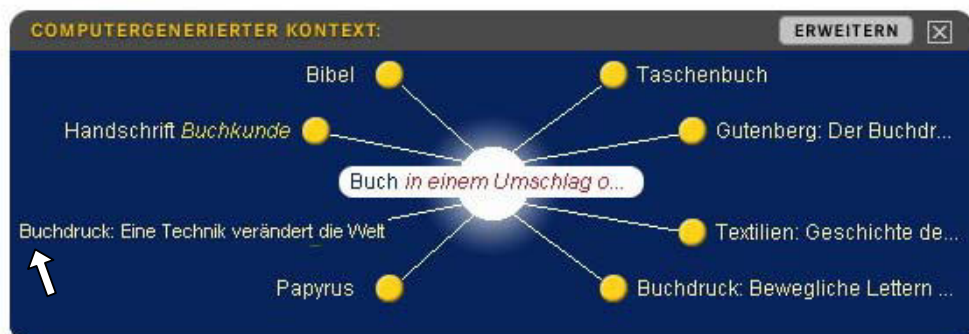 COMPUTERGENERIERTER KONTEXT:
ERWEITERN
Bibel
Taschenbuch
Handschrift Buchkunde
Gutenberg: Der Buchdr...
Buch in einem Umschlag o...
Buchdruck: Eine Technik verändert die Welt
Textilien: Geschichte de...
Papyrus
Buchdruck: Bewegliche Lettern ...